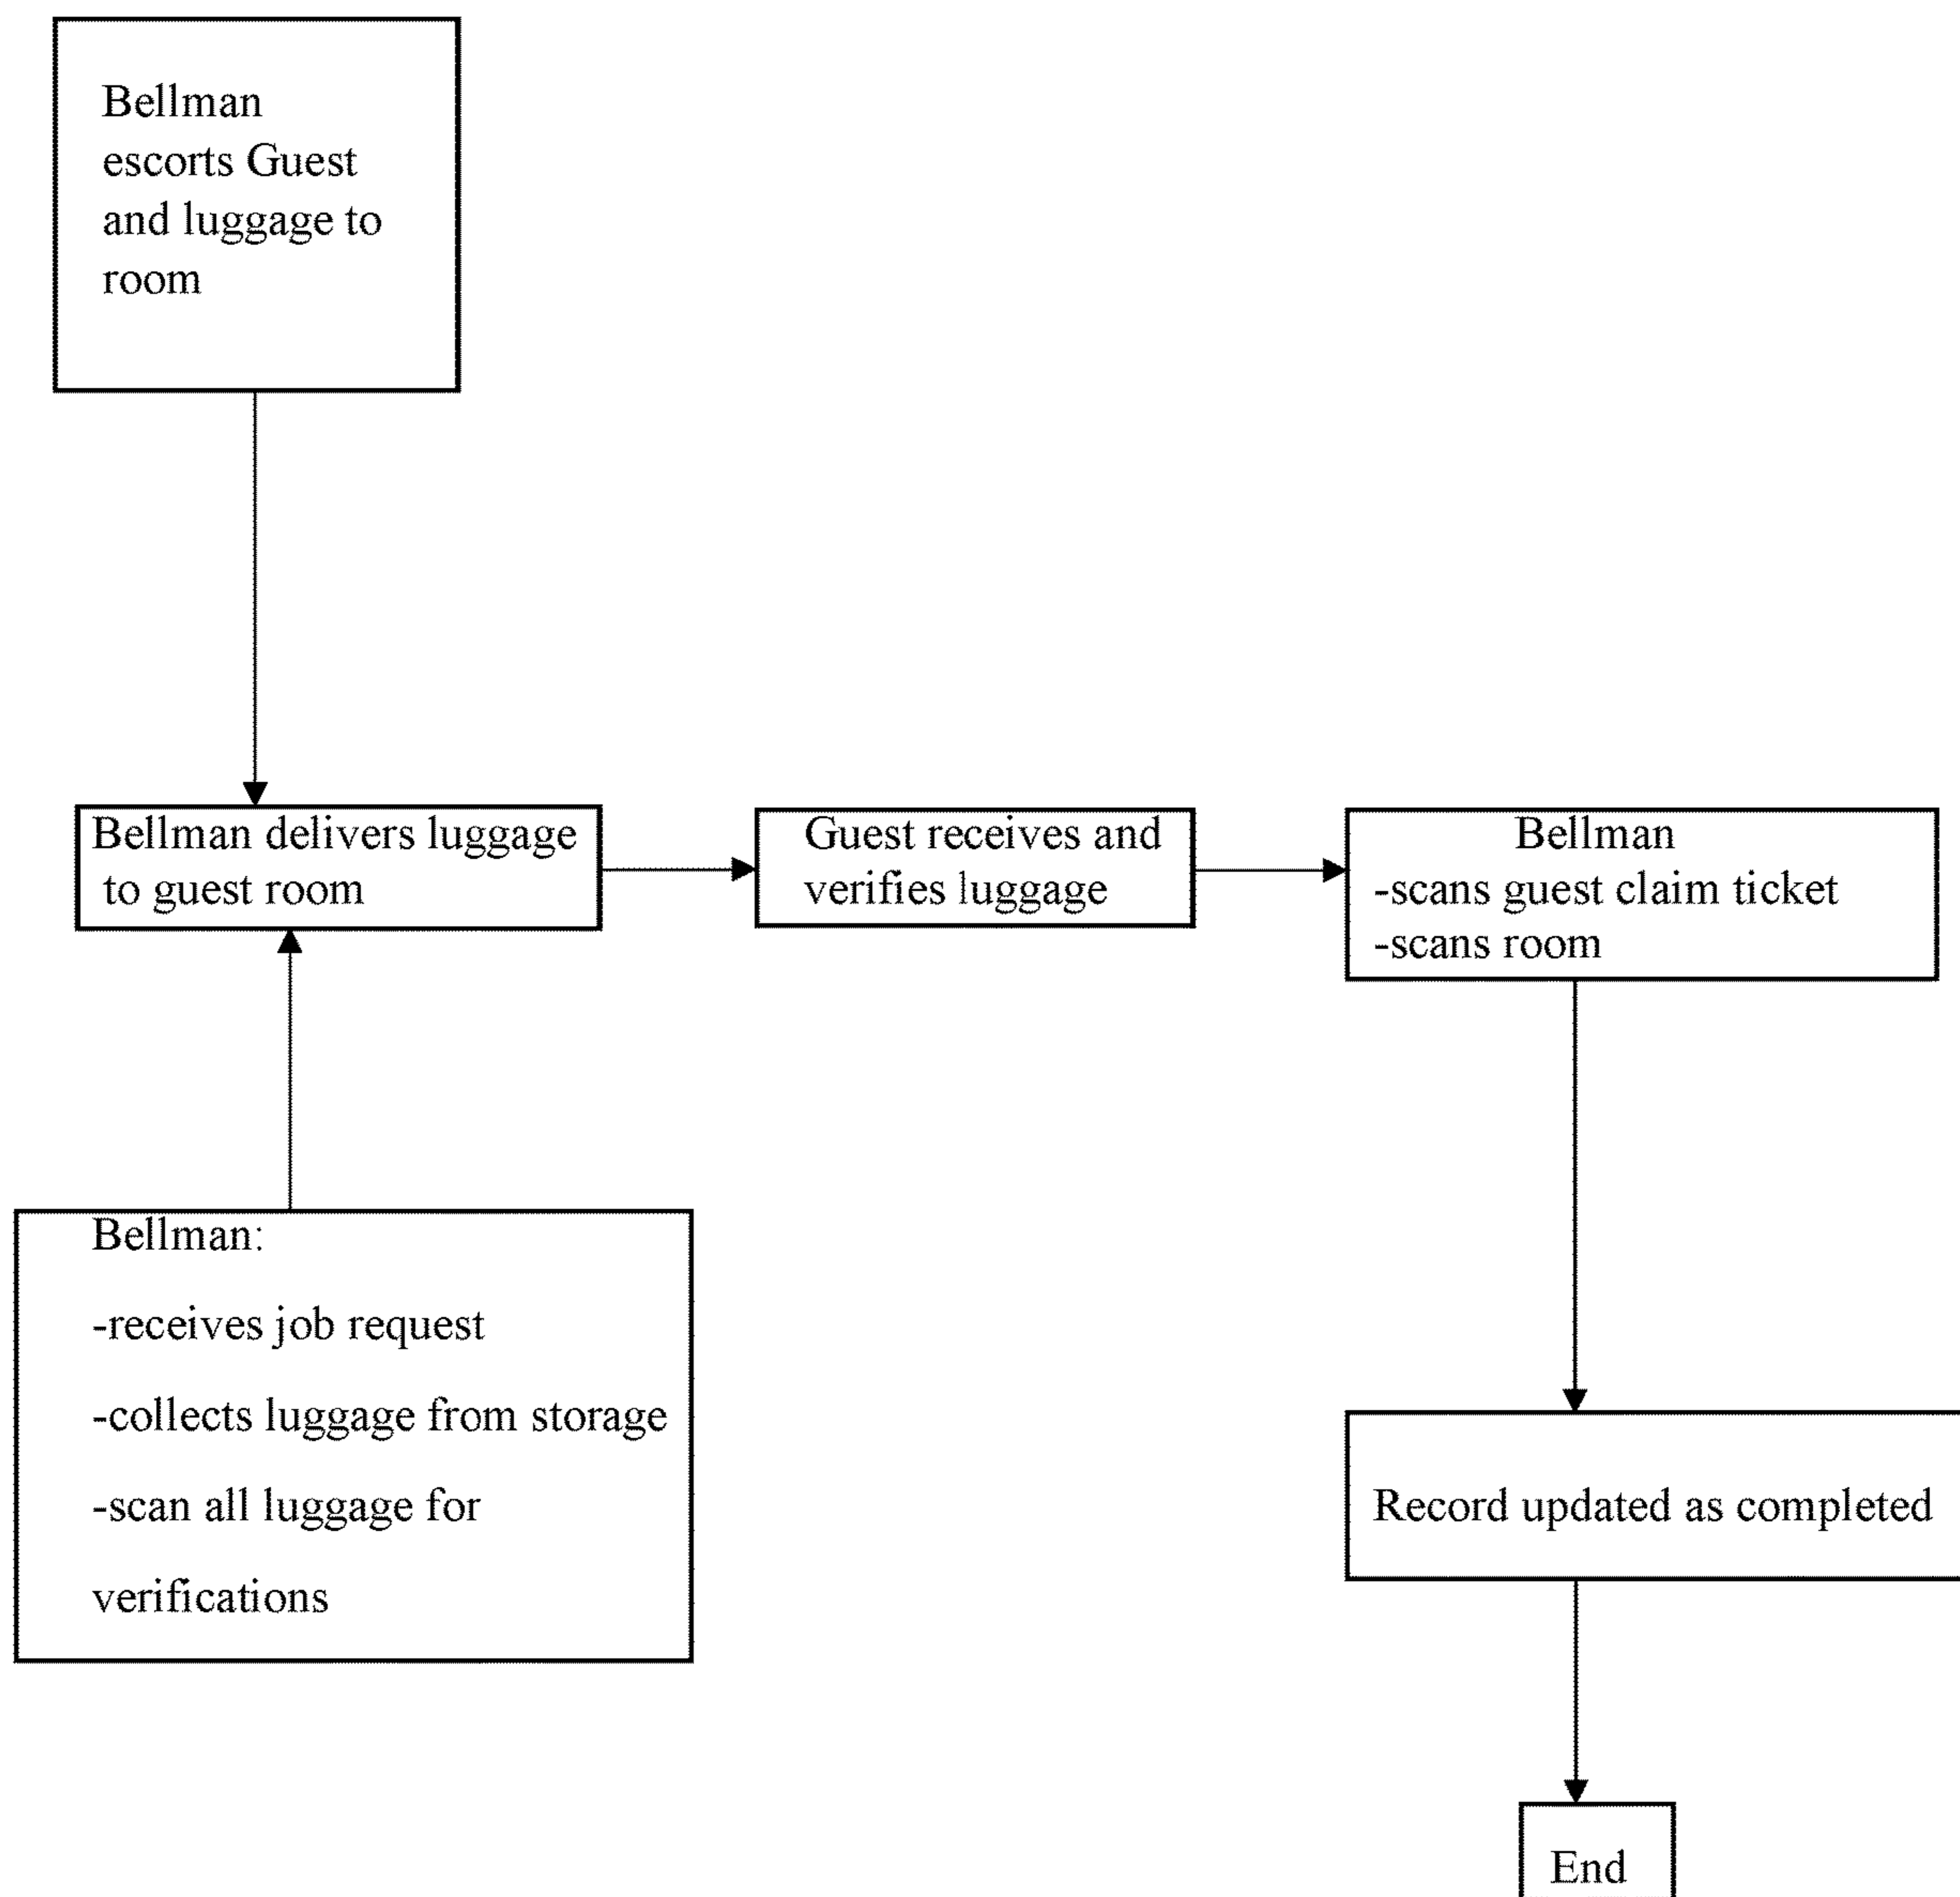 Bellman
escorts Guest
and luggage to
room
Bellman delivers luggage
to guest room
Guest receives and
verifies luggage
Bellman
-scans guest claim ticket
-scans room
Bellman:
-receives job request
-collects luggage from storage
-scan all luggage for
verifications
Record updated as completed
End